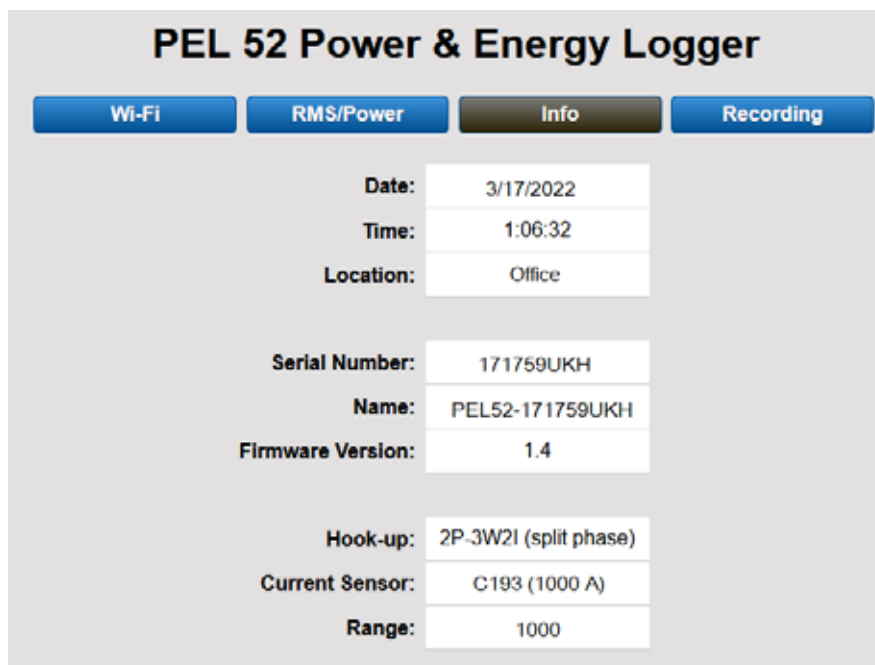 PEL 52 Power & Energy Logger
Wi-Fi RMS/Power Info Recording
Date: 3/17/2022
Time: 1:06:32
Location: Office
Serial Number: 171759UKH
Name: PEL52-171759UKH
Firmware Version: 1.4
Hook-up: 2P-3W2I (split phase)
Current Sensor: C193 (1000 A)
Range: 1000